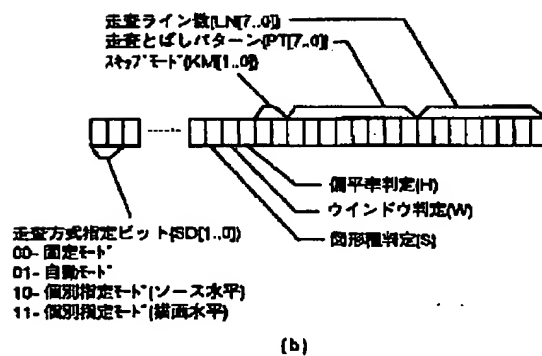 走査ライン数(LN[7..0])
走査とばしパターン(PT[7..0])
スキップモード(KM[1..0])
偏平率判定(H)
ウインドウ判定(W)
図形種判定(S)
走査方式指定ビット(SD[1..0])
00- 固定モード
01- 自動モード
10- 個別指定モード(ソース水平)
11- 個別指定モード(描画水平)
(b)